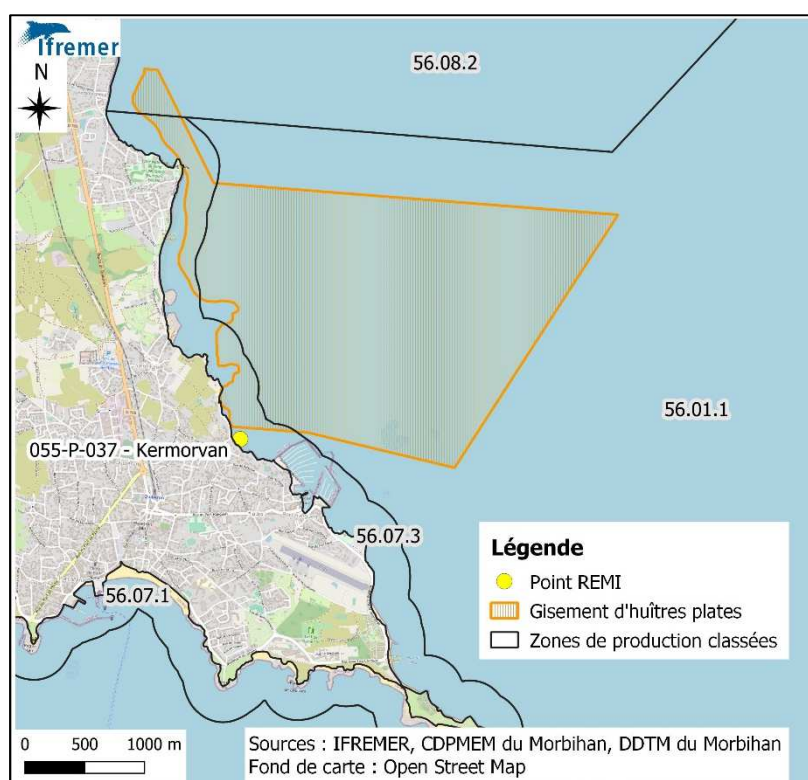 Ifremer
N
56.08.2
56.01.1
055-P-037 - Kermorvan
56.07.3
56.07.1
Légende
Point REMI
Gisement d'huîtres plates
Zones de production classées
0 500 1000 m
Sources : IFREMER, CDPMEM du Morbihan, DDTM du Morbihan
Fond de carte : Open Street Map